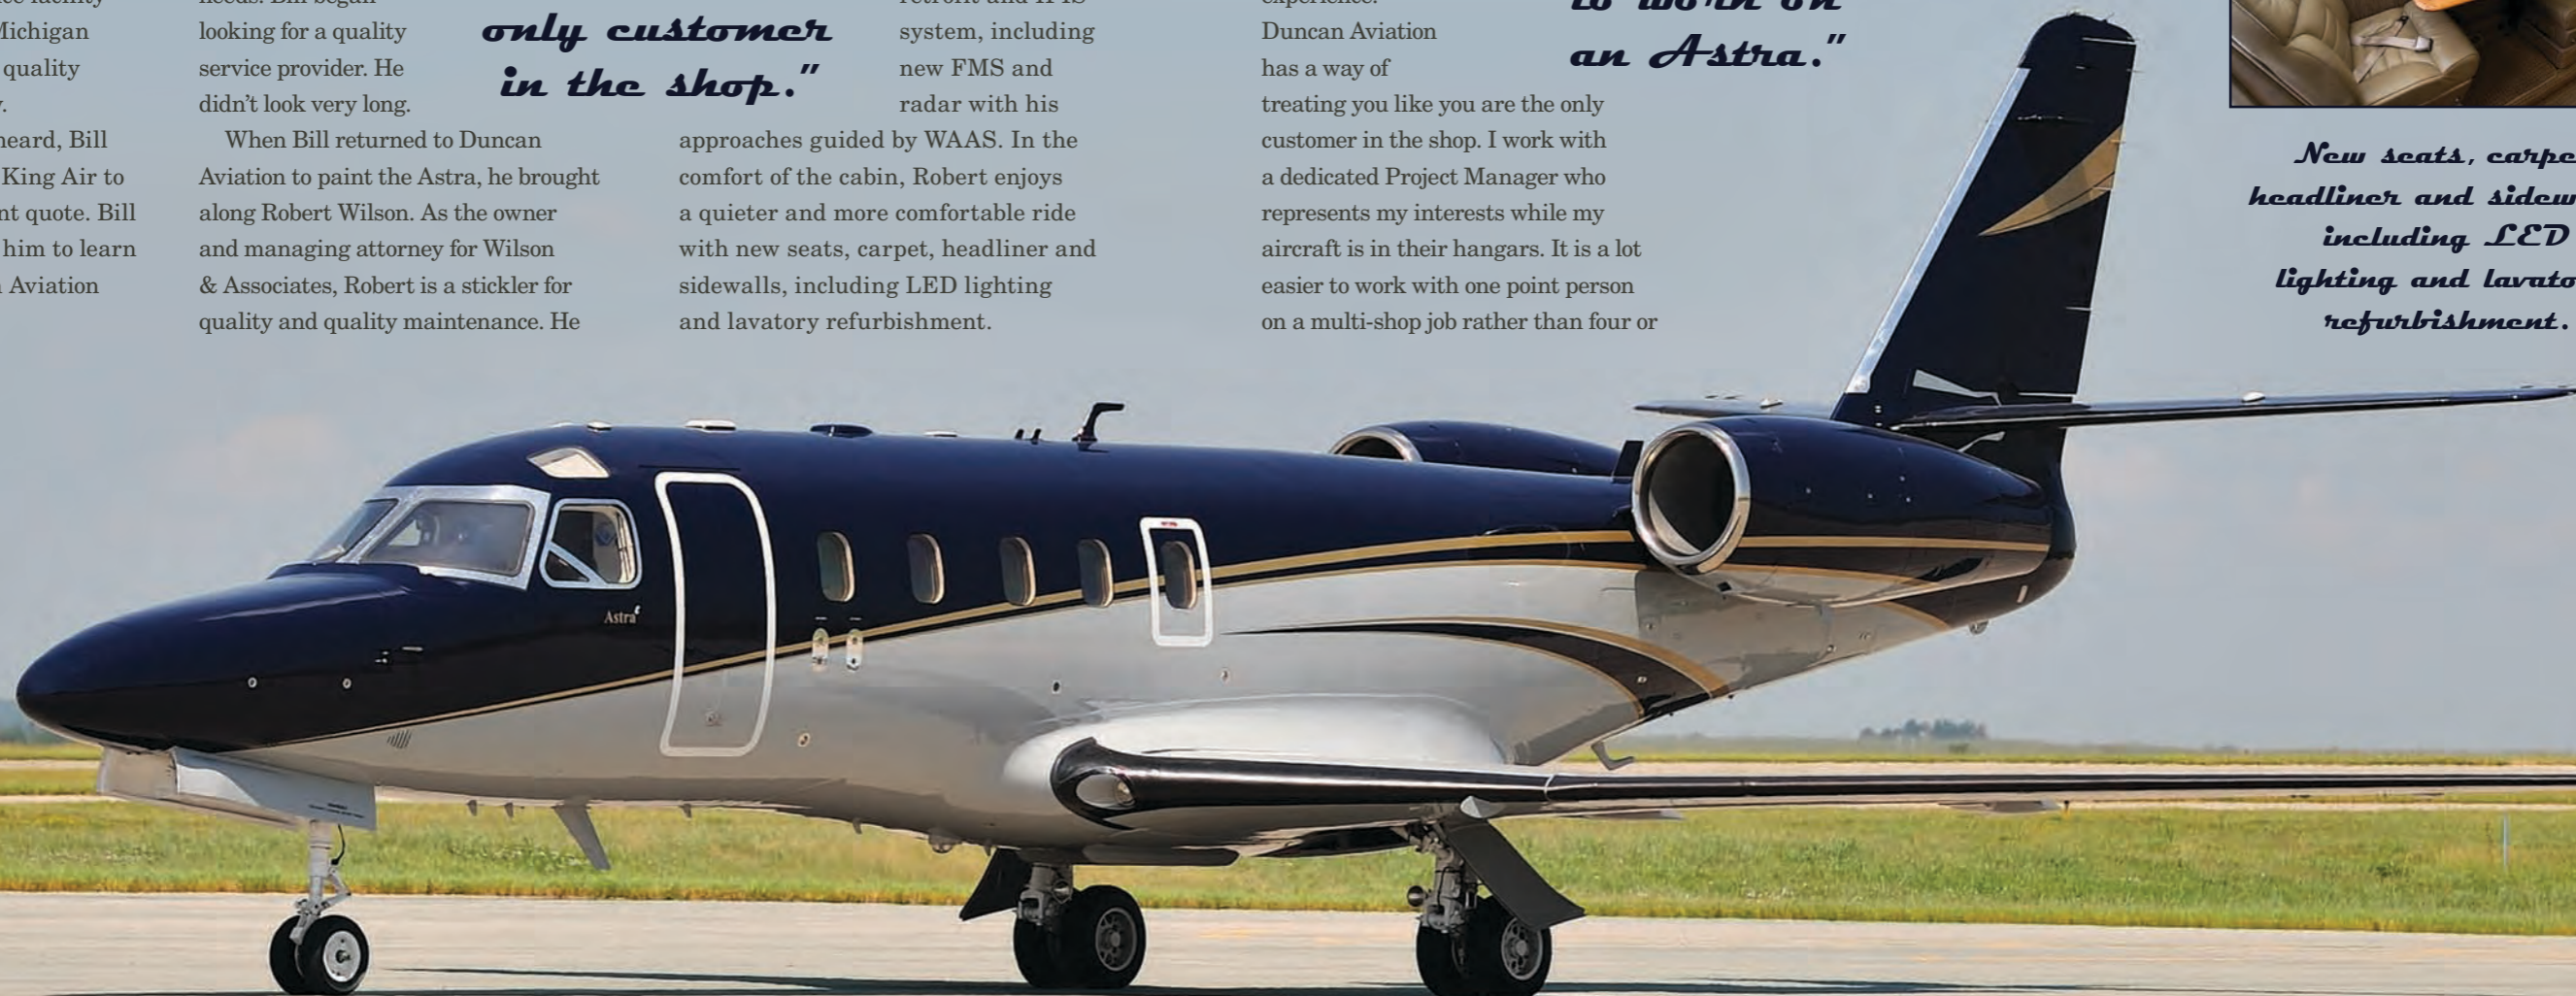 Michigan
quality
heard, Bill
King Air to
nt quote. Bill
him to learn
Aviation
looking for a quality
service provider. He
didn't look very long.
When Bill returned to Duncan
Aviation to paint the Astra, he brought
along Robert Wilson. As the owner
and managing attorney for Wilson
& Associates, Robert is a stickler for
quality and quality maintenance. He
only customer
in the shop."
system, including
new FMS and
radar with his
approaches guided by WAAS. In the
comfort of the cabin, Robert enjoys
a quieter and more comfortable ride
with new seats, carpet, headliner and
sidewalls, including LED lighting
and lavatory refurbishment.
experience.
Duncan Aviation
has a way of
treating you like you are the only
customer in the shop. I work with
a dedicated Project Manager who
represents my interests while my
aircraft is in their hangars. It is a lot
easier to work with one point person
on a multi-shop job rather than four or
to work on
an Astra."
New seats, carpe
headliner and sidew
including LED
lighting and lavato
refurbishment.
Astra